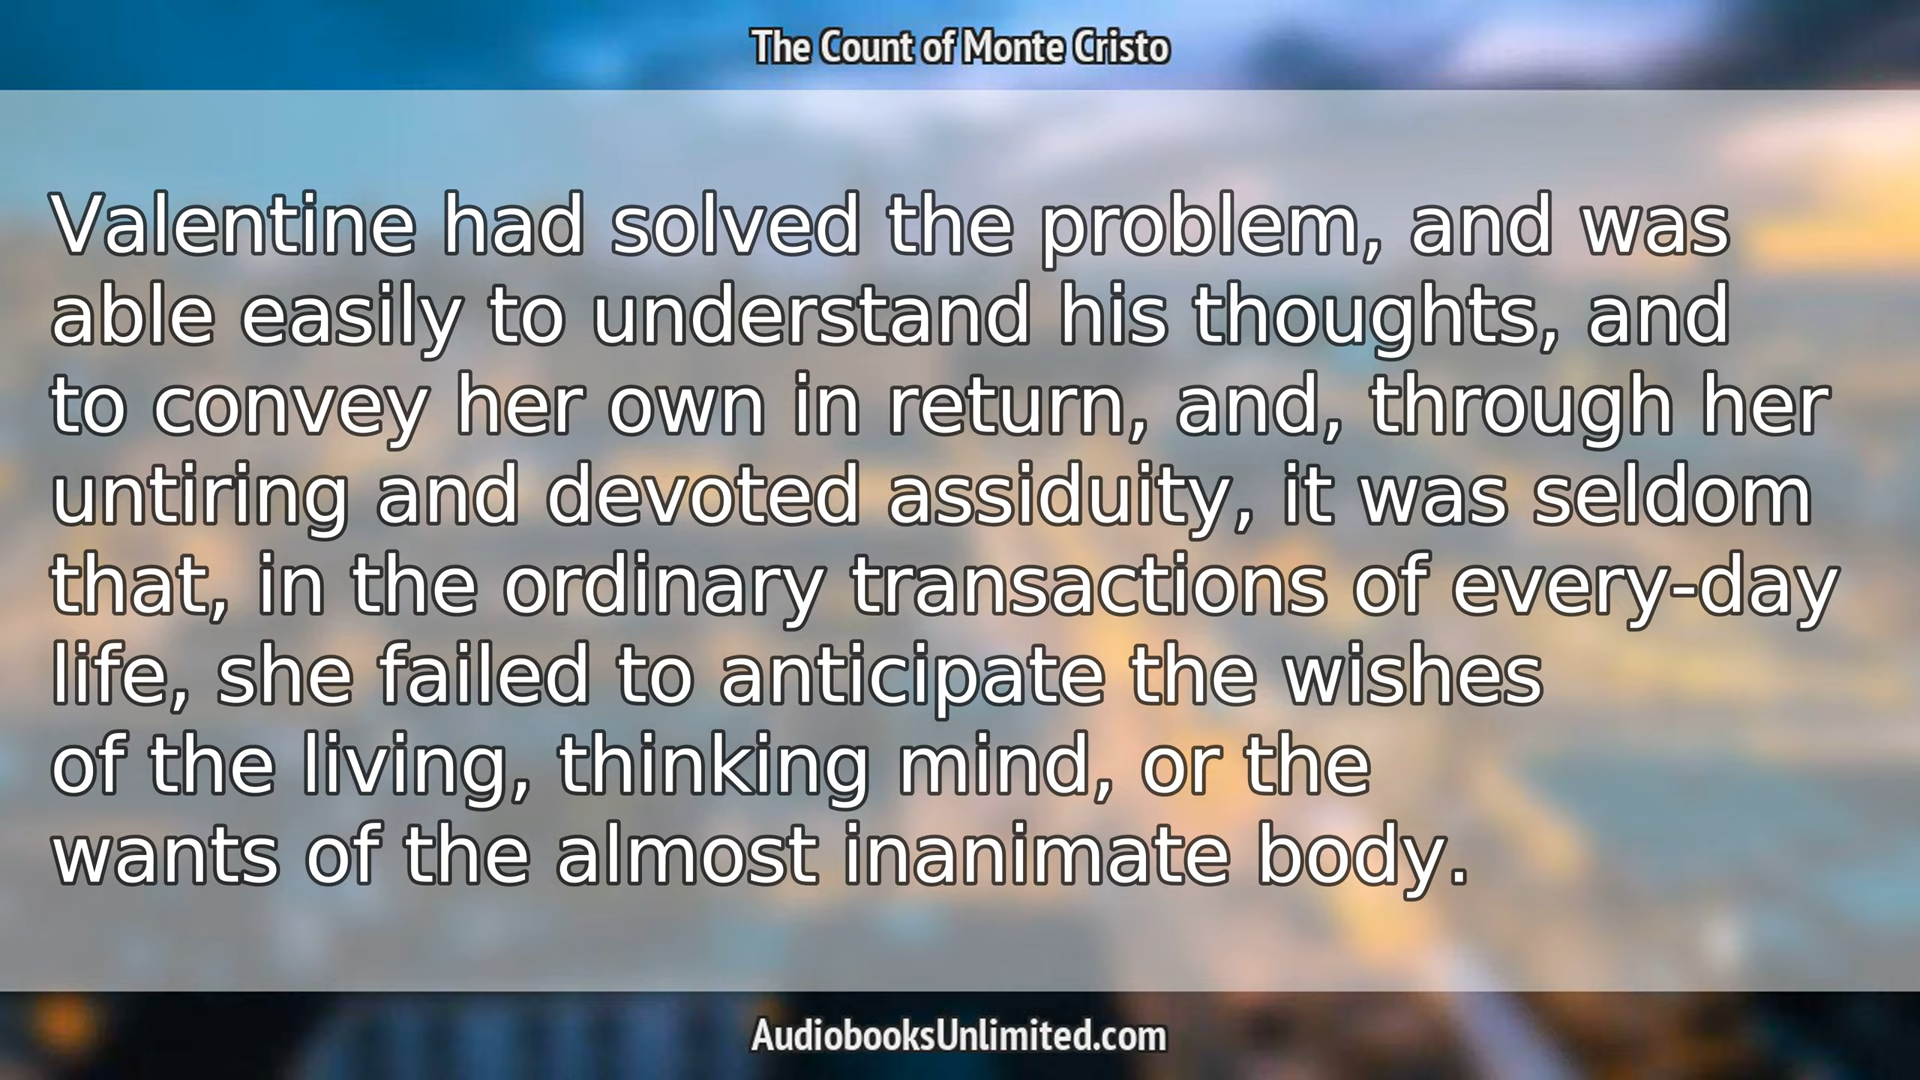 The Count of Monte Cristo
Valentine had solved the problem, and was
able easily to understand his thoughts, and
to convey her own in return, and, through her
untiring and devoted assiduity, it was seldom
that, in the ordinary transactions of every-day
life, she failed to anticipate the wishes
of the living, thinking mind, or the
wants of the almost inanimate body.
AudiobooksUnlimited.com